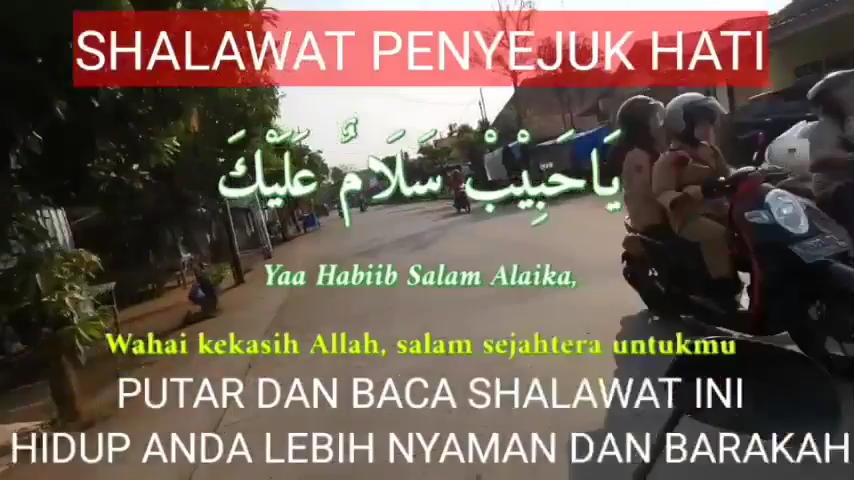 SHALAWAT PENYEJUK HATI
يَاحَبِيْبْ سَلَامٌ عَلَيْكَ
Yaa Habiib Salam Alaika,
Wahai kekasih Allah, salam sejahtera untukmu
PUTAR DAN BACA SHALAWAT INI
HIDUP ANDA LEBIH NYAMAN DAN BARAKAH